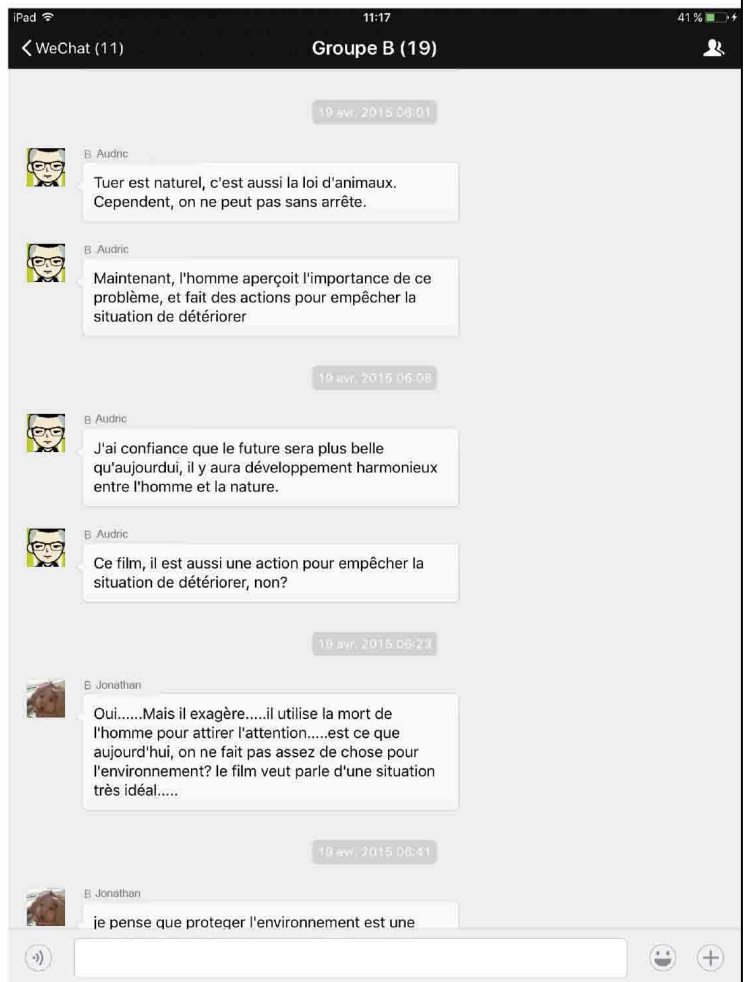 iPad 11:17 41 %
WeChat (11) Groupe B (19)
19 avr. 2015 06:01
B Audric
Tuer est naturel, c'est aussi la loi d'animaux.
Cependent, on ne peut pas sans arrête.
B Audric
Maintenant, l'homme aperçoit l'importance de ce
problème, et fait des actions pour empêcher la
situation de détériorer
19 avr. 2015 06:08
B Audric
J'ai confiance que le future sera plus belle
qu'aujourdui, il y aura développement harmonieux
entre l'homme et la nature.
B Audric
Ce film, il est aussi une action pour empêcher la
situation de détériorer, non?
19 avr. 2015 06:23
B Jonathan
Oui......Mais il exagère.....il utilise la mort de
l'homme pour attirer l'attention.....est ce que
aujourd'hui, on ne fait pas assez de chose pour
l'environnement? le film veut parle d'une situation
très idéal.....
19 avr. 2015 06:41
B Jonathan
je pense que proteger l'environnement est une